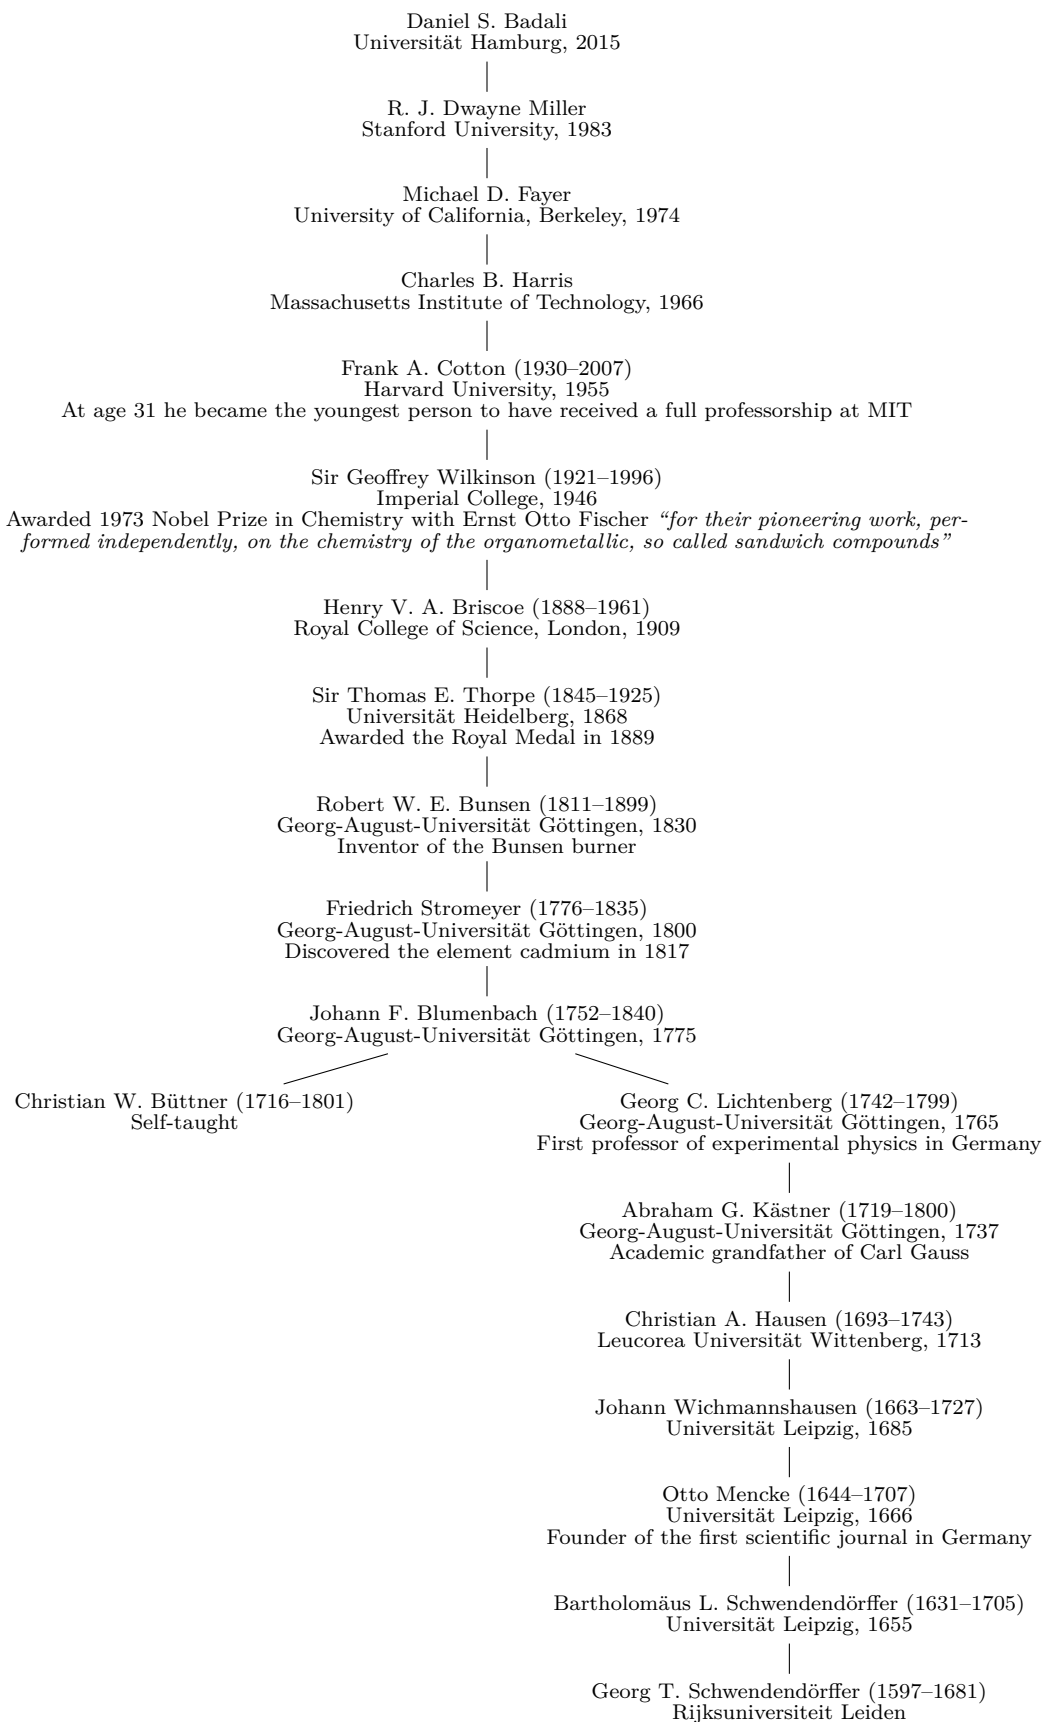 Daniel S. Badali
Universität Hamburg, 2015
R. J. Dwayne Miller
Stanford University, 1983
Michael D. Fayer
University of California, Berkeley, 1974
Charles B. Harris
Massachusetts Institute of Technology, 1966
Frank A. Cotton (1930–2007)
Harvard University, 1955
At age 31 he became the youngest person to have received a full professorship at MIT
Sir Geoffrey Wilkinson (1921–1996)
Imperial College, 1946
Awarded 1973 Nobel Prize in Chemistry with Ernst Otto Fischer “for their pioneering work, per-
formed independently, on the chemistry of the organometallic, so called sandwich compounds”
Henry V. A. Briscoe (1888–1961)
Royal College of Science, London, 1909
Sir Thomas E. Thorpe (1845–1925)
Universität Heidelberg, 1868
Awarded the Royal Medal in 1889
Robert W. E. Bunsen (1811–1899)
Georg-August-Universität Göttingen, 1830
Inventor of the Bunsen burner
Friedrich Stromeyer (1776–1835)
Georg-August-Universität Göttingen, 1800
Discovered the element cadmium in 1817
Johann F. Blumenbach (1752–1840)
Georg-August-Universität Göttingen, 1775
Christian W. Büttner (1716–1801)
Self-taught
Georg C. Lichtenberg (1742–1799)
Georg-August-Universität Göttingen, 1765
First professor of experimental physics in Germany
Abraham G. Kästner (1719–1800)
Georg-August-Universität Göttingen, 1737
Academic grandfather of Carl Gauss
Christian A. Hausen (1693–1743)
Leucorea Universität Wittenberg, 1713
Johann Wichmannshausen (1663–1727)
Universität Leipzig, 1685
Otto Mencke (1644–1707)
Universität Leipzig, 1666
Founder of the first scientific journal in Germany
Bartholomäus L. Schwendendörffer (1631–1705)
Universität Leipzig, 1655
Georg T. Schwendendörffer (1597–1681)
Rijksuniversiteit Leiden